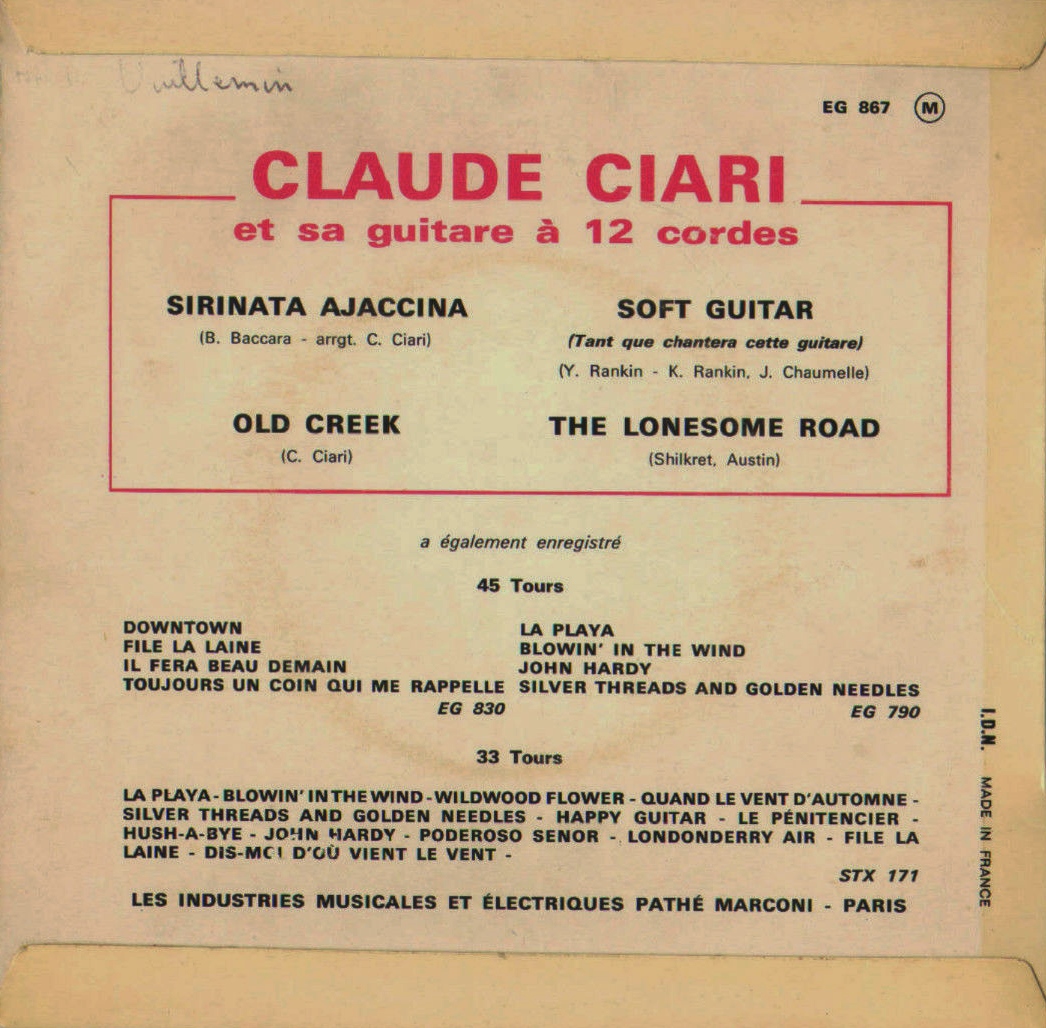 Vuillemin
EG 867 M
CLAUDE CIARI
et sa guitare à 12 cordes
SIRINATA AJACCINA
(B. Baccara - arrgt. C. Ciari)
OLD CREEK
(C. Ciari)
SOFT GUITAR
(Tant que chantera cette guitare)
(Y. Rankin - K. Rankin, J. Chaumelle)
THE LONESOME ROAD
(Shilkret, Austin)
a également enregistré
45 Tours
DOWNTOWN
FILE LA LAINE
IL FERA BEAU DEMAIN
TOUJOURS UN COIN QUI ME RAPPELLE
EG 830
LA PLAYA
BLOWIN' IN THE WIND
JOHN HARDY
SILVER THREADS AND GOLDEN NEEDLES
EG 790
33 Tours
LA PLAYA - BLOWIN' IN THE WIND - WILDWOOD FLOWER - QUAND LE VENT D'AUTOMNE -
SILVER THREADS AND GOLDEN NEEDLES - HAPPY GUITAR - LE PÉNITENCIER -
HUSH-A-BYE - JOHN HARDY - PODEROSO SENOR - LONDONDERRY AIR - FILE LA
LAINE - DIS-MOI D'OÙ VIENT LE VENT -
STX 171
LES INDUSTRIES MUSICALES ET ÉLECTRIQUES PATHÉ MARCONI - PARIS
I.D.N. MADE IN FRANCE